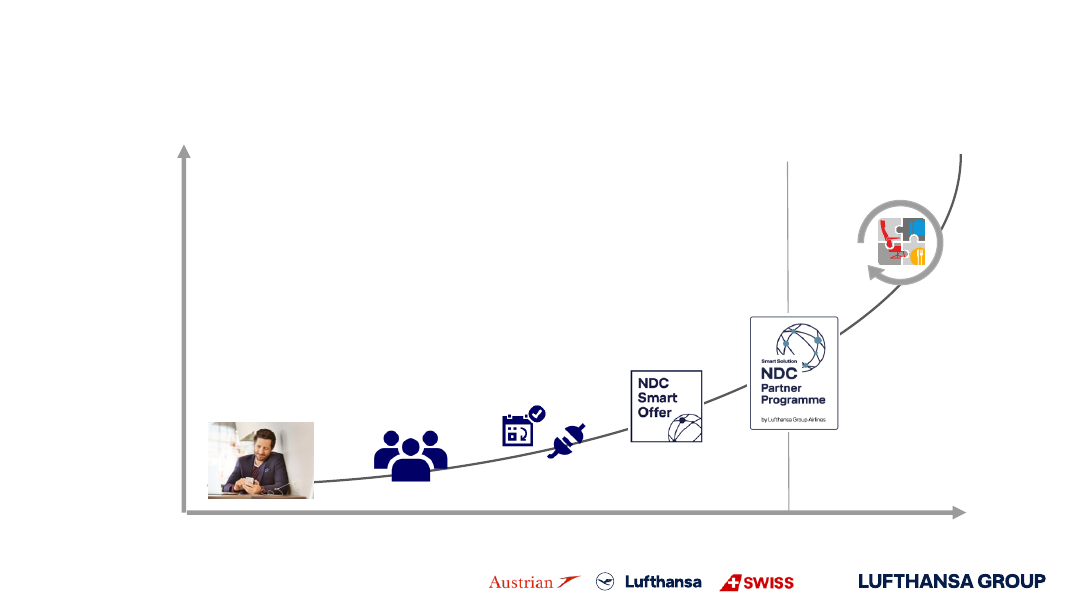 Smart Solution
NDC
Partner
Programme
by Lufthansa Group Airlines
NDC
Smart
Offer
Austrian
Lufthansa
SWISS
LUFTHANSA GROUP